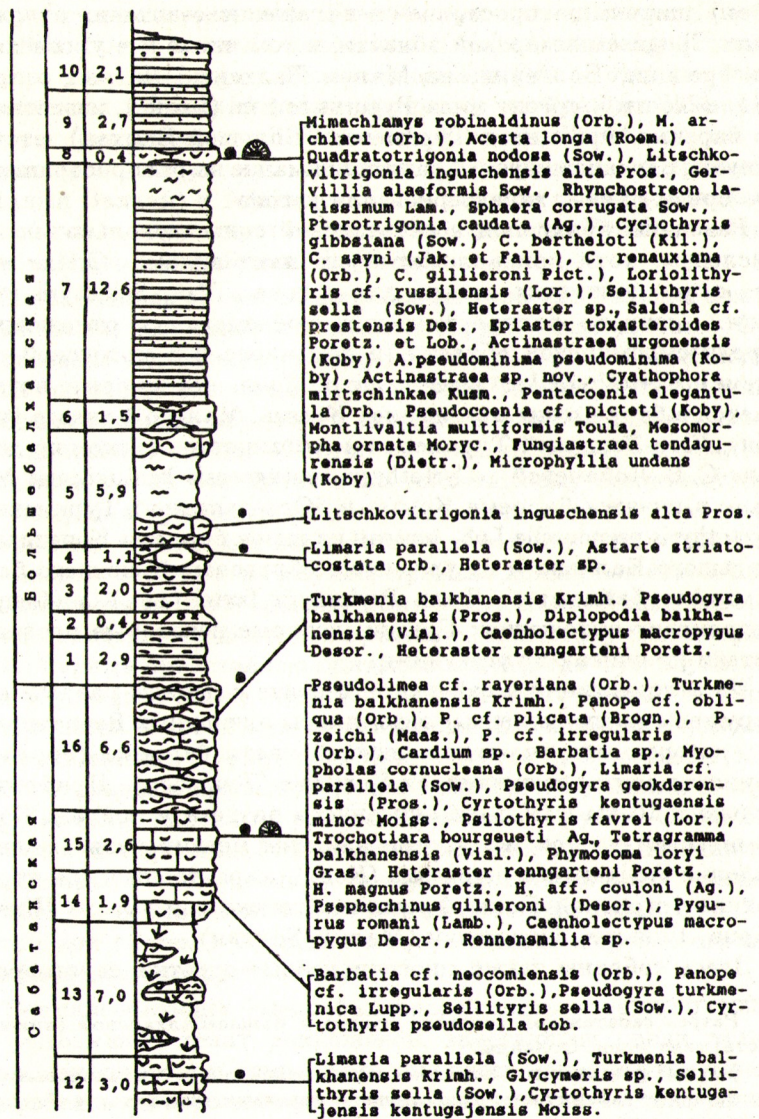 10 2,1
9 2,7
8 0,4
7 12,6
6 1,5
5 5,9
4 1,1
3 2,0
2 0,4
1 2,9
16 6,6
15 2,6
14 1,9
13 7,0
12 3,0
Большебалханская
Сабатанская
Mimachlamys robinaldinus (Orb.), M. ar-
chiaci (Orb.), Acesta longa (Roem.),
Quadratotrigonia nodosa (Sow.), Litschko-
vitrigonia inguschensis alta Pros., Ger-
villia alaeformis Sow., Rhynchostreon la-
tissimum Lam., Sphaera corrugata Sow.,
Pterotrigonia caudata (Ag.), Cyclothyris
gibbsiana (Sow.), C. bertheloti (Kil.),
C. sayni (Jak. et Fall.), C. renauxiana
(Orb.), C. gillieroni Pict.), Loriolithy-
ris cf. russilensis (Lor.), Sellithyris
sella (Sow.), Heteraster sp., Salenia cf.
prestensis Des., Epiaster toxasteroides
Poretz. et Lob., Actinastraea urgonensis
(Koby), A.pseudominima pseudominima (Ko-
by), Actinastraea sp. nov., Cyathophora
mirtschinkae Kusm., Pentacoenia elegantu-
la Orb., Pseudocoenia cf. picteti (Koby),
Montlivaltia multiformis Toula, Mesomor-
pha ornata Moryc., Fungiastraea tendagu-
rensis (Dietr.), Microphyllia undans
(Koby)
Litschkovitrigonia inguschensis alta Pros.
Limaria parallela (Sow.), Astarte striato-
costata Orb., Heteraster sp.
Turkmenia balkhanensis Krimh., Pseudogyra
balkhanensis (Pros.), Diplopodia balkha-
nensis (Vial.), Caenholectypus macropygus
Desor., Heteraster renngarteni Poretz.
Pseudolimea cf. rayeriana (Orb.), Turkme-
nia balkhanensis Krimh., Panope cf. obli-
qua (Orb.), P. cf. plicata (Brogn.), P.
zeichi (Maas.), P. cf. irregularis
(Orb.), Cardium sp., Barbatia sp., Myo-
pholas cornucleana (Orb.), Limaria cf.
parallela (Sow.), Pseudogyra geokderen-
sis (Pros.), Cyrtothyris kentugaensis
minor Moiss., Psilothyris favrei (Lor.),
Trochotiara bourgeueti Ag., Tetragramma
balkhanensis (Vial.), Phymosoma loryi
Gras., Heteraster renngarteni Poretz.,
H. magnus Poretz., H. aff. couloni (Ag.),
Psephechinus gilleroni (Desor.), Pygu-
rus romani (Lamb.), Caenholectypus macro-
pygus Desor., Rennensmilia sp.
Barbatia cf. neocomiensis (Orb.), Panope
cf. irregularis (Orb.),Pseudogyra turkme-
nica Lupp., Sellityris sella (Sow.), Cyr-
tothyris pseudosella Lob.
Limaria parallela (Sow.), Turkmenia bal-
khanensis Krimh., Glycymeris sp., Selli-
thyris sella (Sow.),Cyrtothyris kentuga-
jensis kentugajensis Moiss.